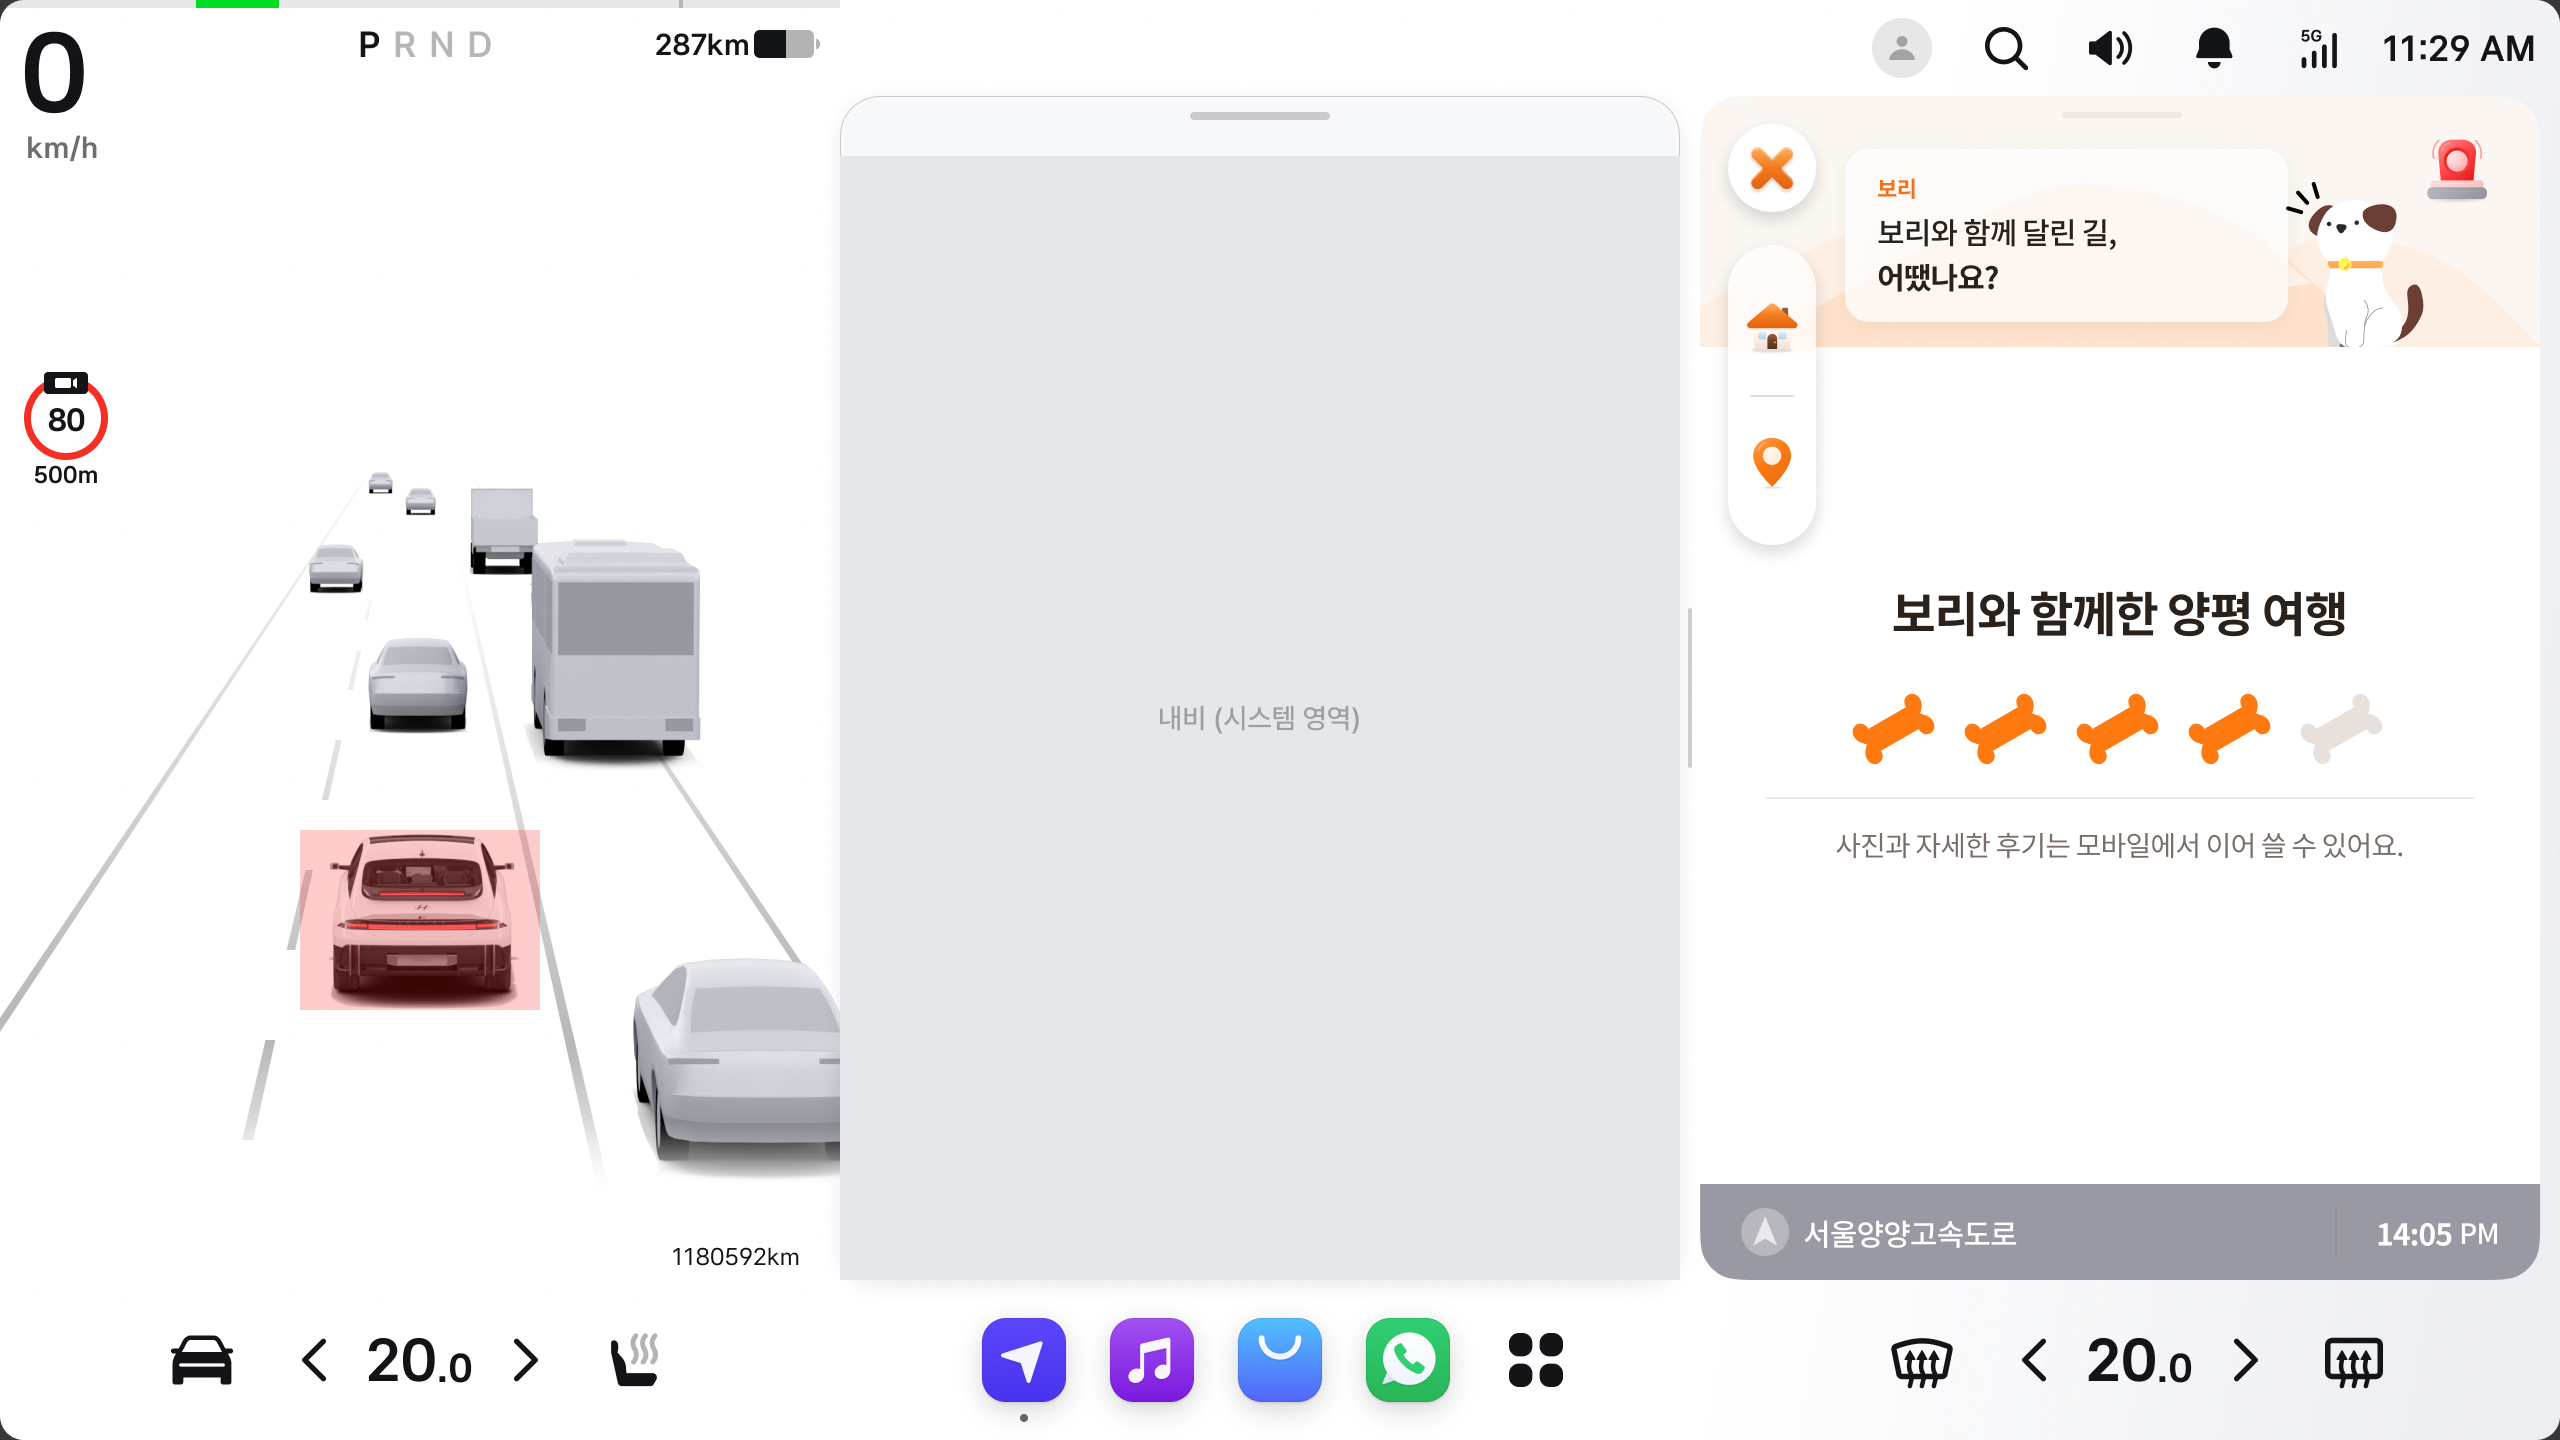 0
km/h
P R N D
287km
80
500m
1180592km
20.0
내비 (시스템 영역)
5G
11:29 AM
보리
보리와 함께 달린 길,
어땠나요?
보리와 함께한 양평 여행
사진과 자세한 후기는 모바일에서 이어 쓸 수 있어요.
서울양양고속도로
14:05 PM
20.0